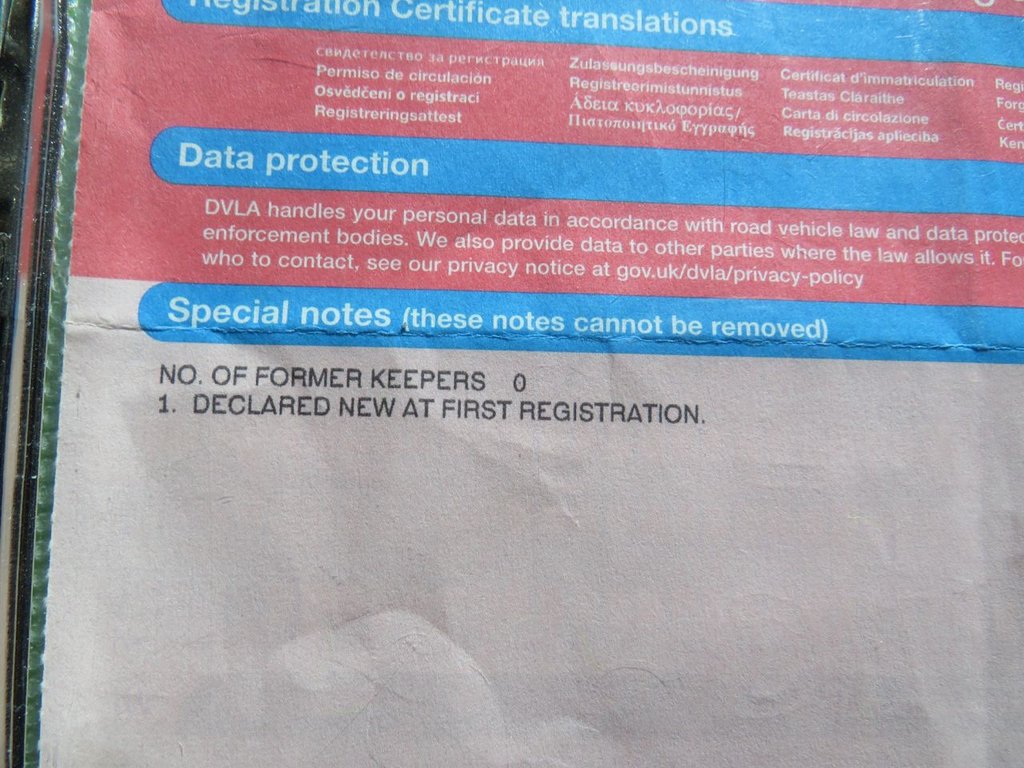 Registration Certificate translations
свидетелство за регистрация
Permiso de circulación
Osvědčení o registraci
Registreringsattest
Zulassungsbescheinigung
Registreerimistunnistus
Άδεια κυκλοφορίας/
Πιστοποιητικό Εγγραφής
Certificat d'immatriculation
Teastas Cláraithe
Carta di circolazione
Registrācijas apliecība
Data protection
DVLA handles your personal data in accordance with road vehicle law and data
enforcement bodies. We also provide data to other parties where the law allows it.
who to contact, see our privacy notice at gov.uk/dvla/privacy-policy
Special notes (these notes cannot be removed)
NO. OF FORMER KEEPERS 0
1. DECLARED NEW AT FIRST REGISTRATION.